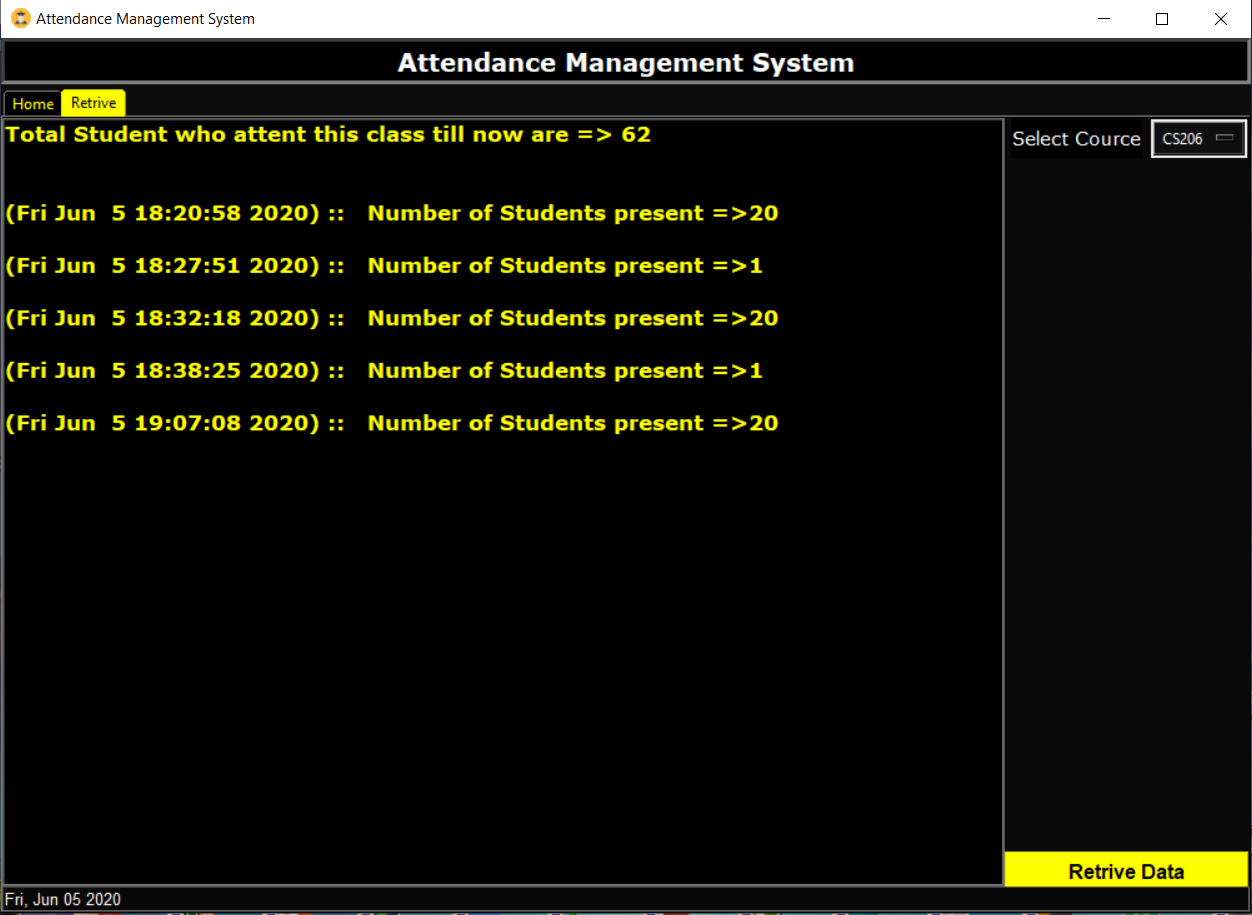 Attendance Management System
Attendance Management System
Home Retrive
Total Student who attent this class till now are => 62
Select Cource CS206
(Fri Jun  5 18:20:58 2020) ::   Number of Students present =>20
(Fri Jun  5 18:27:51 2020) ::   Number of Students present =>1
(Fri Jun  5 18:32:18 2020) ::   Number of Students present =>20
(Fri Jun  5 18:38:25 2020) ::   Number of Students present =>1
(Fri Jun  5 19:07:08 2020) ::   Number of Students present =>20
Retrive Data
Fri, Jun 05 2020